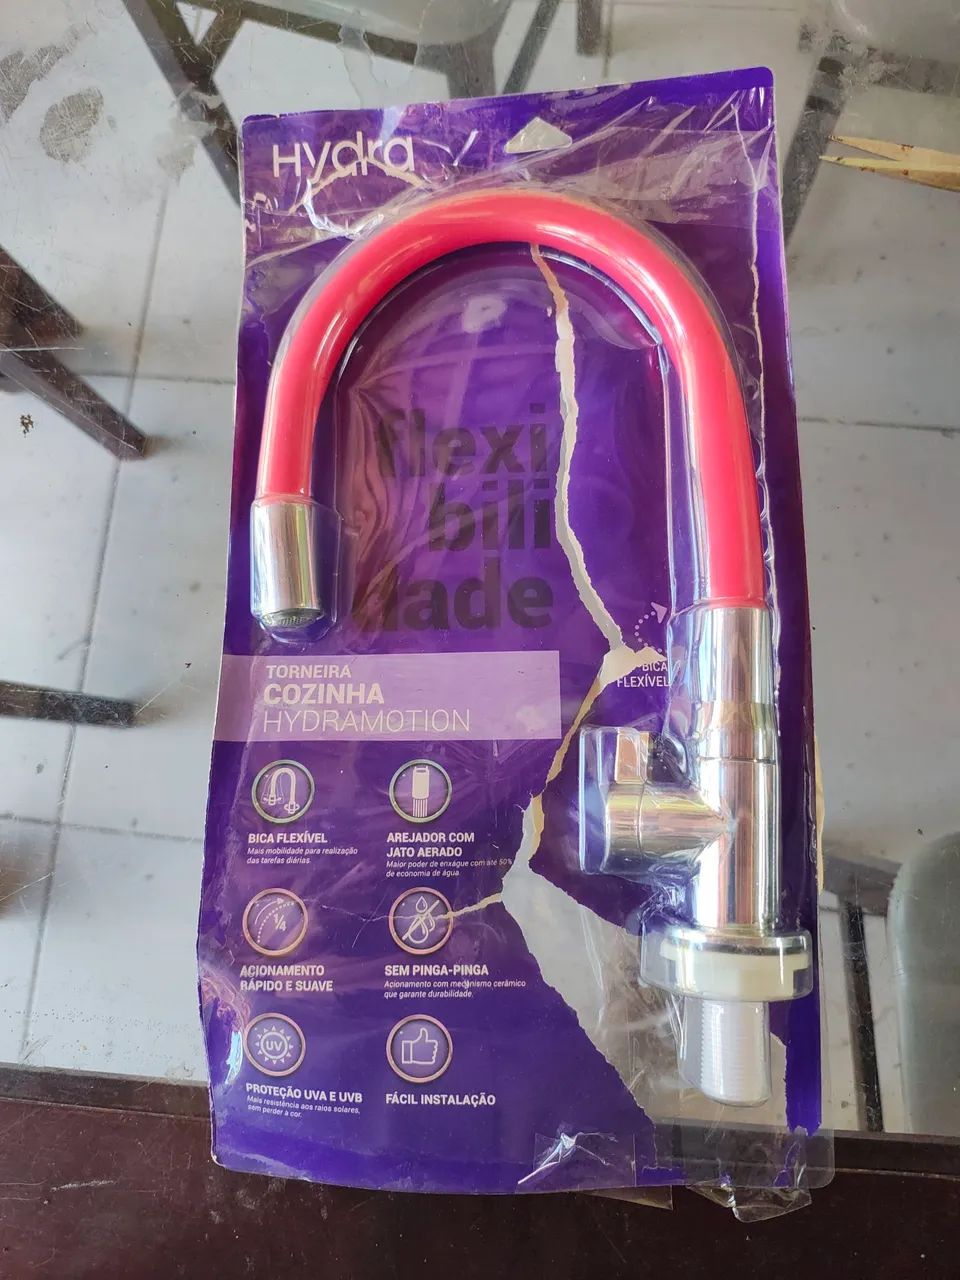 Hydra
flexi
bili
dade
BICA
FLEXÍVEL
TORNEIRA
COZINHA
HYDRAMOTION
BICA FLEXÍVEL
Mais mobilidade para realização
das tarefas diárias.
AREJADOR COM
JATO AERADO
Maior poder de enxágue com até 50%
de economia de água.
1/4
ACIONAMENTO
RÁPIDO E SUAVE
SEM PINGA-PINGA
Acionamento com mecanismo cerâmico
que garante durabilidade.
UV
PROTEÇÃO UVA E UVB
Mais resistência aos raios solares,
sem perder a cor.
FÁCIL INSTALAÇÃO